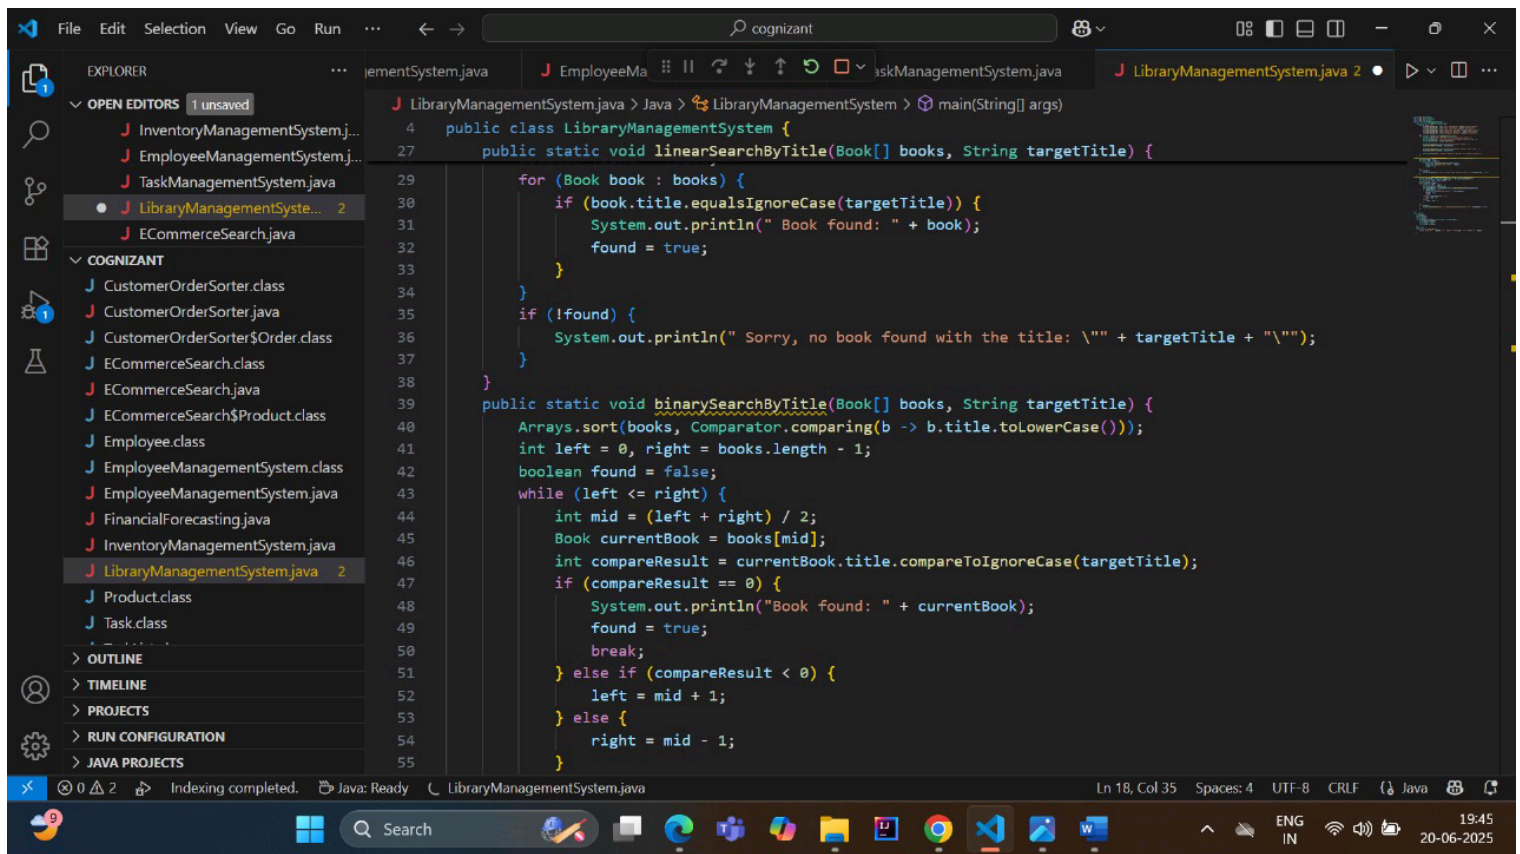 File Edit Selection View Go Run ··· cognizant
EXPLORER ···
ementSystem.java
EmployeeMa
skManagementSystem.java
LibraryManagementSystem.java 2
OPEN EDITORS 1 unsaved
InventoryManagementSystem.j...
EmployeeManagementSystem.j...
TaskManagementSystem.java
LibraryManagementSyste... 2
ECommerceSearch.java
COGNIZANT
CustomerOrderSorter.class
CustomerOrderSorter.java
CustomerOrderSorter$Order.class
ECommerceSearch.class
ECommerceSearch.java
ECommerceSearch$Product.class
Employee.class
EmployeeManagementSystem.class
EmployeeManagementSystem.java
FinancialForecasting.java
InventoryManagementSystem.java
LibraryManagementSystem.java 2
Product.class
Task.class
OUTLINE
TIMELINE
PROJECTS
RUN CONFIGURATION
JAVA PROJECTS
LibraryManagementSystem.java > Java > LibraryManagementSystem > main(String[] args)
4 public class LibraryManagementSystem {
27 public static void linearSearchByTitle(Book[] books, String targetTitle) {
29 for (Book book : books) {
30 if (book.title.equalsIgnoreCase(targetTitle)) {
31 System.out.println(" Book found: " + book);
32 found = true;
33 }
34 }
35 if (!found) {
36 System.out.println(" Sorry, no book found with the title: \"" + targetTitle + "\"");
37 }
38 }
39 public static void binarySearchByTitle(Book[] books, String targetTitle) {
40 Arrays.sort(books, Comparator.comparing(b -> b.title.toLowerCase()));
41 int left = 0, right = books.length - 1;
42 boolean found = false;
43 while (left <= right) {
44 int mid = (left + right) / 2;
45 Book currentBook = books[mid];
46 int compareResult = currentBook.title.compareToIgnoreCase(targetTitle);
47 if (compareResult == 0) {
48 System.out.println("Book found: " + currentBook);
49 found = true;
50 break;
51 } else if (compareResult < 0) {
52 left = mid + 1;
53 } else {
54 right = mid - 1;
55 }
0 2 Indexing completed. Java: Ready LibraryManagementSystem.java
Ln 18, Col 35 Spaces: 4 UTF-8 CRLF Java
9 Search
ENG
IN
19:45
20-06-2025